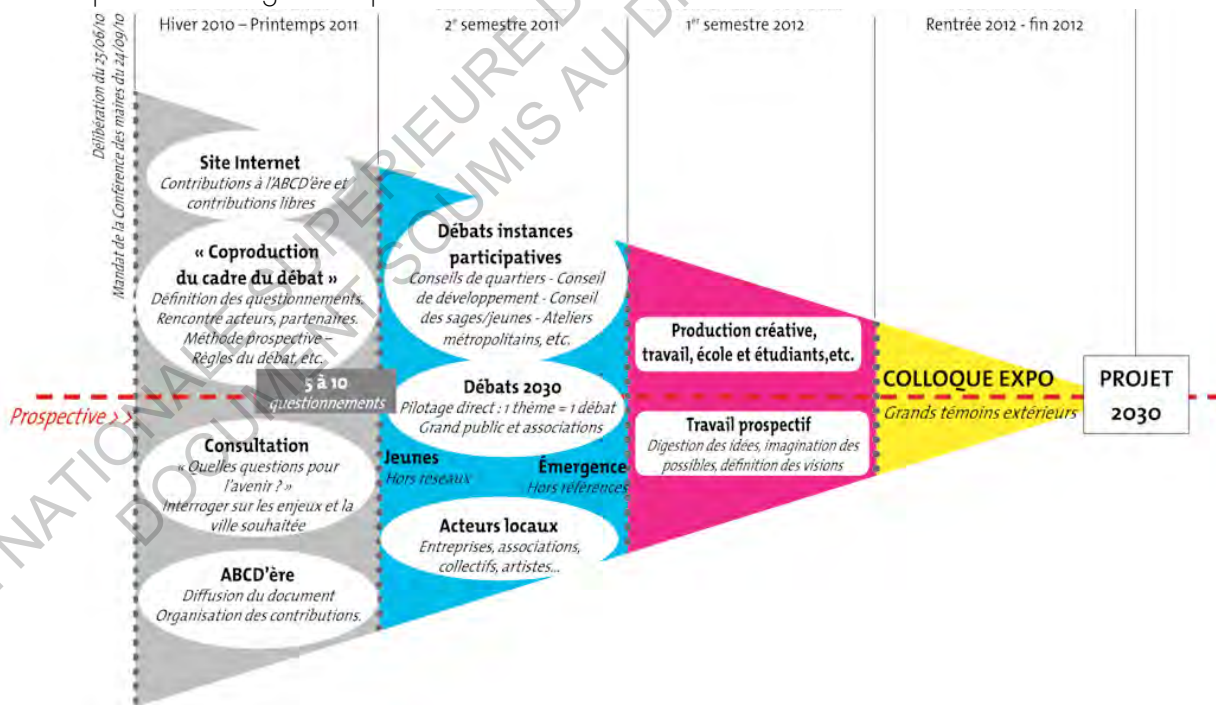 Hiver 2010 – Printemps 2011
2e semestre 2011
1er semestre 2012
Rentrée 2012 - fin 2012
Délibération du 25/06/10
Mandat de la Conférence des maires du 24/09/10
Site Internet
Contributions à l'ABCD'ère et
contributions libres
« Coproduction
du cadre du débat »
Définition des questionnements.
Rencontre acteurs, partenaires.
Méthode prospective –
Règles du débat, etc.
5 à 10
questionnements
Prospective > >
Consultation
« Quelles questions pour
l'avenir ? »
Interroger sur les enjeux et la
ville souhaitée
ABCD'ère
Diffusion du document
Organisation des contributions.
Débats instances
participatives
Conseils de quartiers - Conseil
de développement - Conseil
des sages/jeunes - Ateliers
métropolitains, etc.
Débats 2030
Pilotage direct : 1 thème = 1 débat
Grand public et associations
Jeunes
Hors réseaux
Émergence
Hors références
Acteurs locaux
Entreprises, associations,
collectifs, artistes...
Production créative,
travail, école et étudiants,etc.
Travail prospectif
Digestion des idées, imagination des
possibles, définition des visions
COLLOQUE EXPO
Grands témoins extérieurs
PROJET
2030
NATIONALE SUPERIEURE D
DOCUMENT SOUMIS AU D